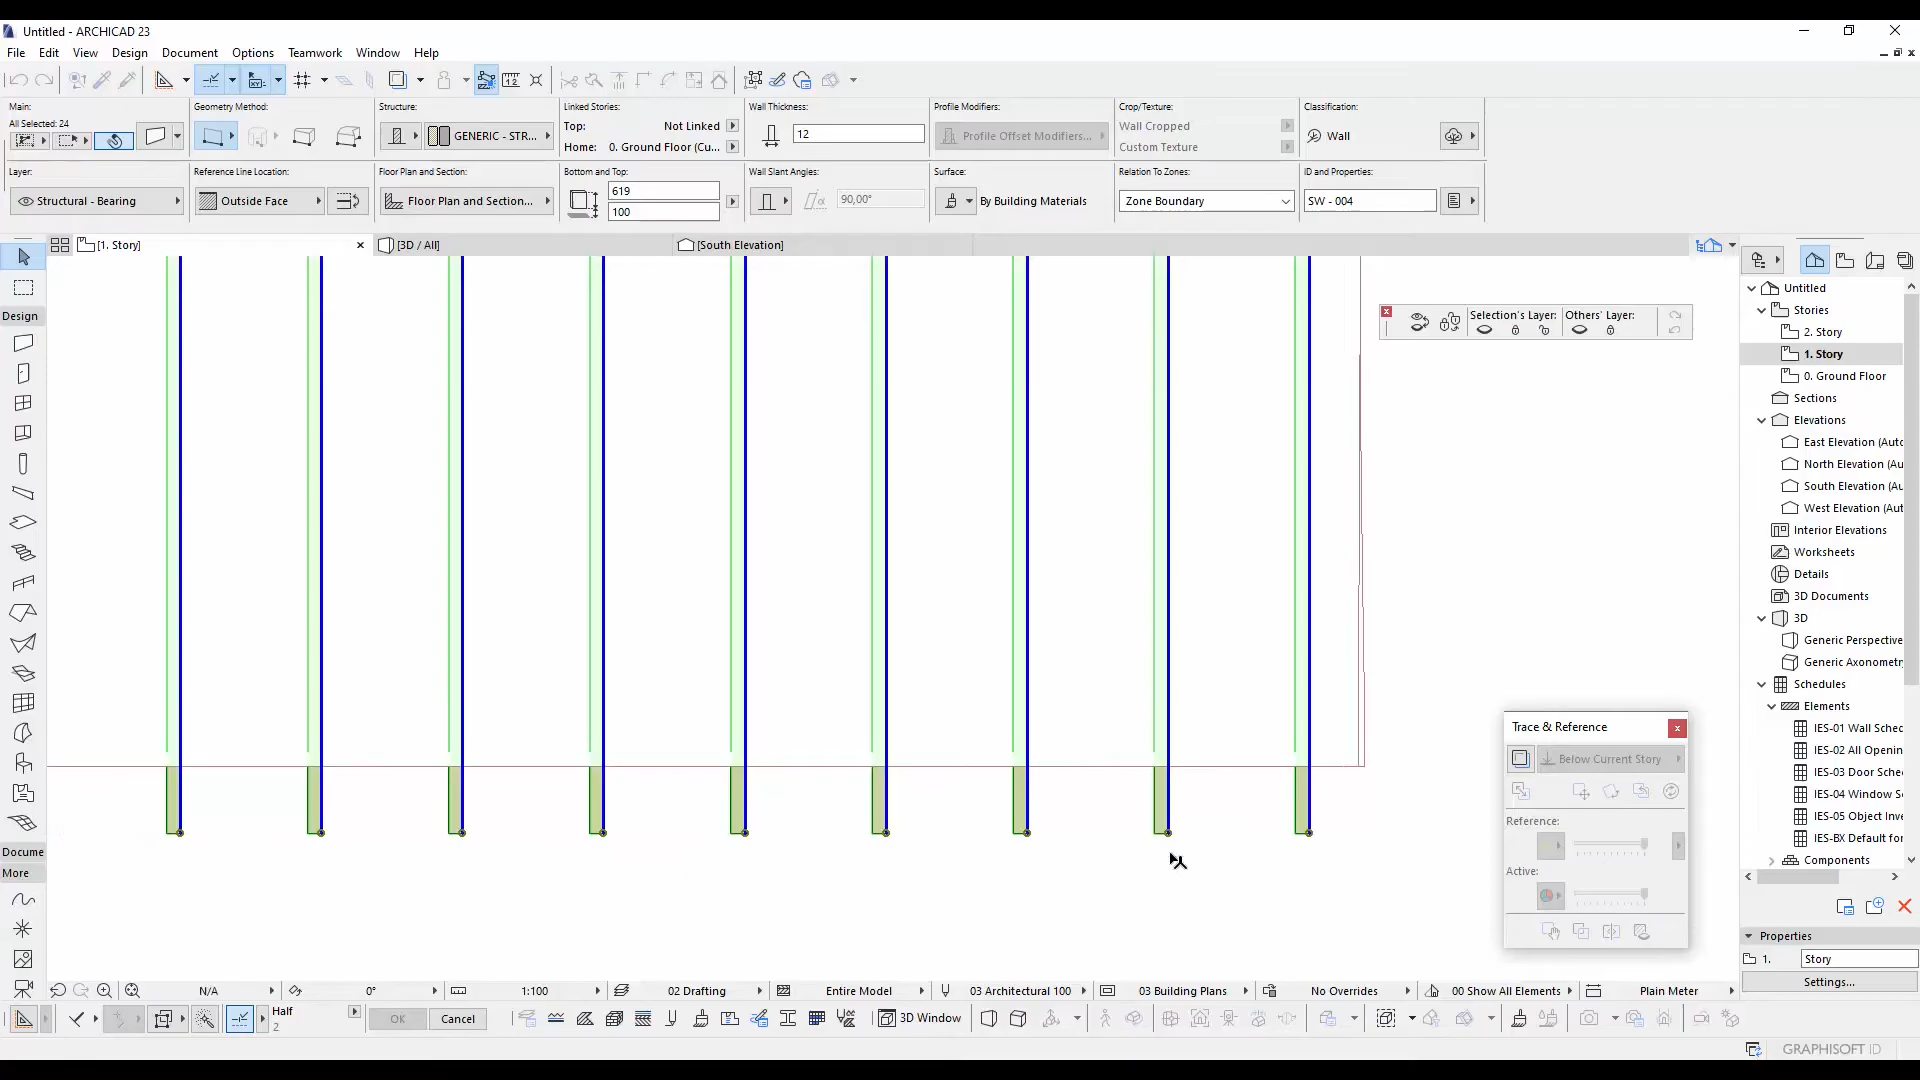 Untitled - ARCHICAD 23
File Edit View Design Document Options Teamwork Window Help
Main: Geometry Method: Structure: Linked Stories: Wall Thickness: Profile Modifiers: Crop/Texture: Classification:
All Selected: 24
GENERIC - STR...
Top: Not Linked
Home: 0. Ground Floor (Cu...
12
Profile Offset Modifiers...
Wall Cropped
Custom Texture
Wall
Layer: Reference Line Location: Floor Plan and Section: Bottom and Top: Wall Slant Angles: Surface: Relation To Zones: ID and Properties:
Structural - Bearing
Outside Face
Floor Plan and Section...
619
100
90,00°
By Building Materials
Zone Boundary
SW - 004
[1. Story] [3D / All] [South Elevation]
Design
Docume
More
Selection's Layer: Others' Layer:
Trace & Reference
Below Current Story
Reference:
Active:
Untitled
Stories
2. Story
1. Story
0. Ground Floor
Sections
Elevations
East Elevation (Autc
North Elevation (Au
South Elevation (Au
West Elevation (Aut
Interior Elevations
Worksheets
Details
3D Documents
3D
Generic Perspective
Generic Axonometr
Schedules
Elements
IES-01 Wall Sched
IES-02 All Openin
IES-03 Door Sche
IES-04 Window S
IES-05 Object Inve
IES-BX Default for
Components
Properties
1. Story
Settings...
N/A 0° 1:100 02 Drafting Entire Model 03 Architectural 100 03 Building Plans No Overrides 00 Show All Elements Plain Meter
Half
2
OK Cancel
3D Window
GRAPHISOFT ID